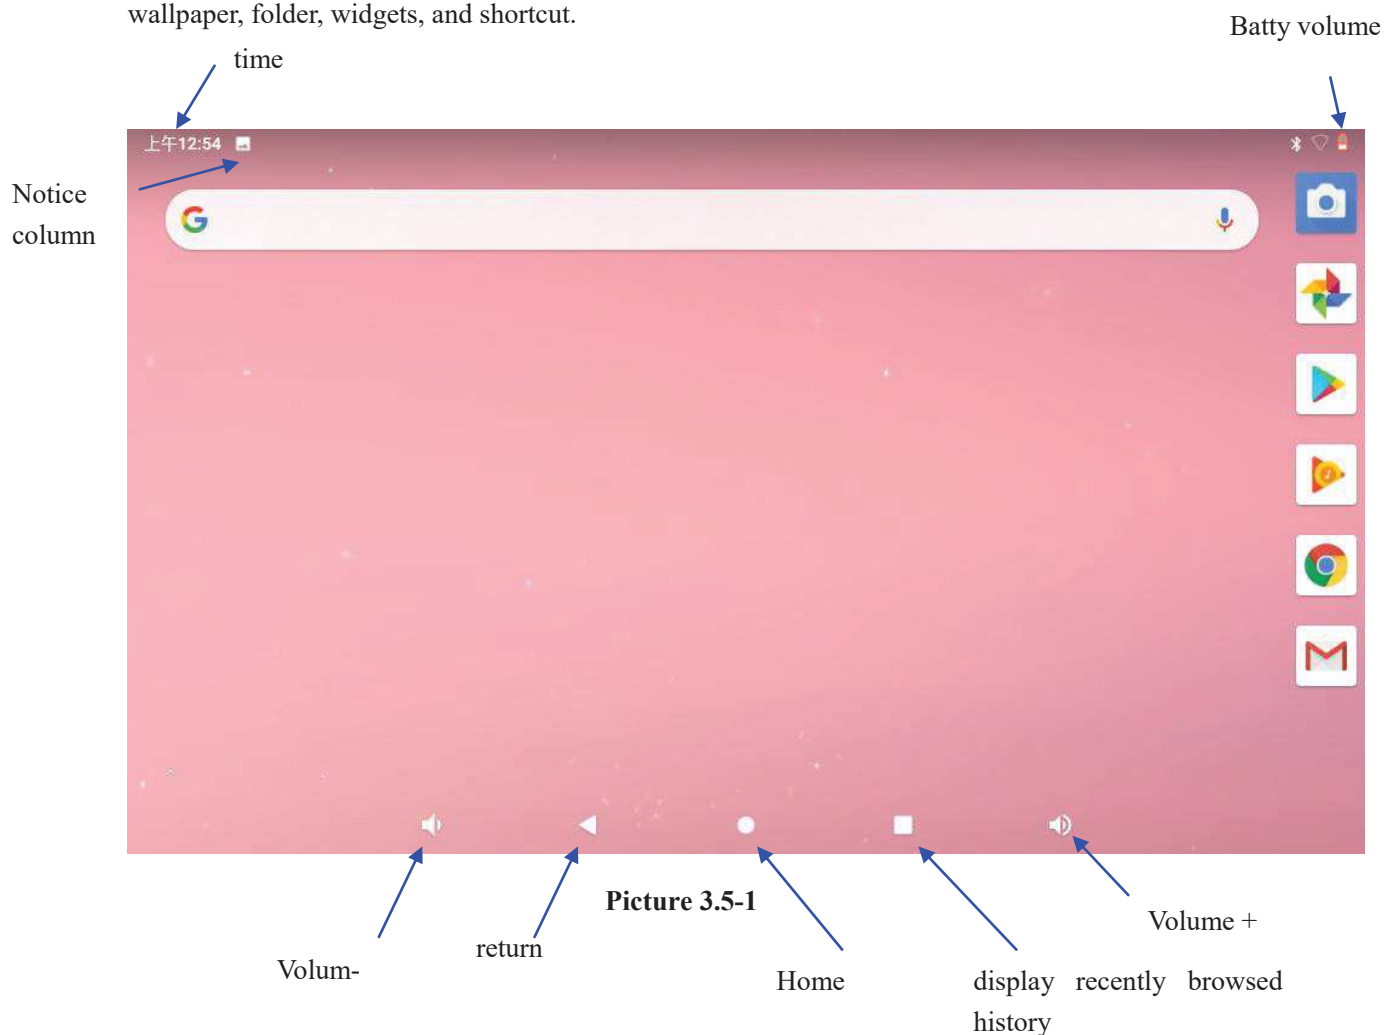 wallpaper, folder, widgets, and shortcut.
Batty volume
time
上午12:54
Notice
column
Picture 3.5-1
Volume +
return
Volum-
Home
display recently browsed
history